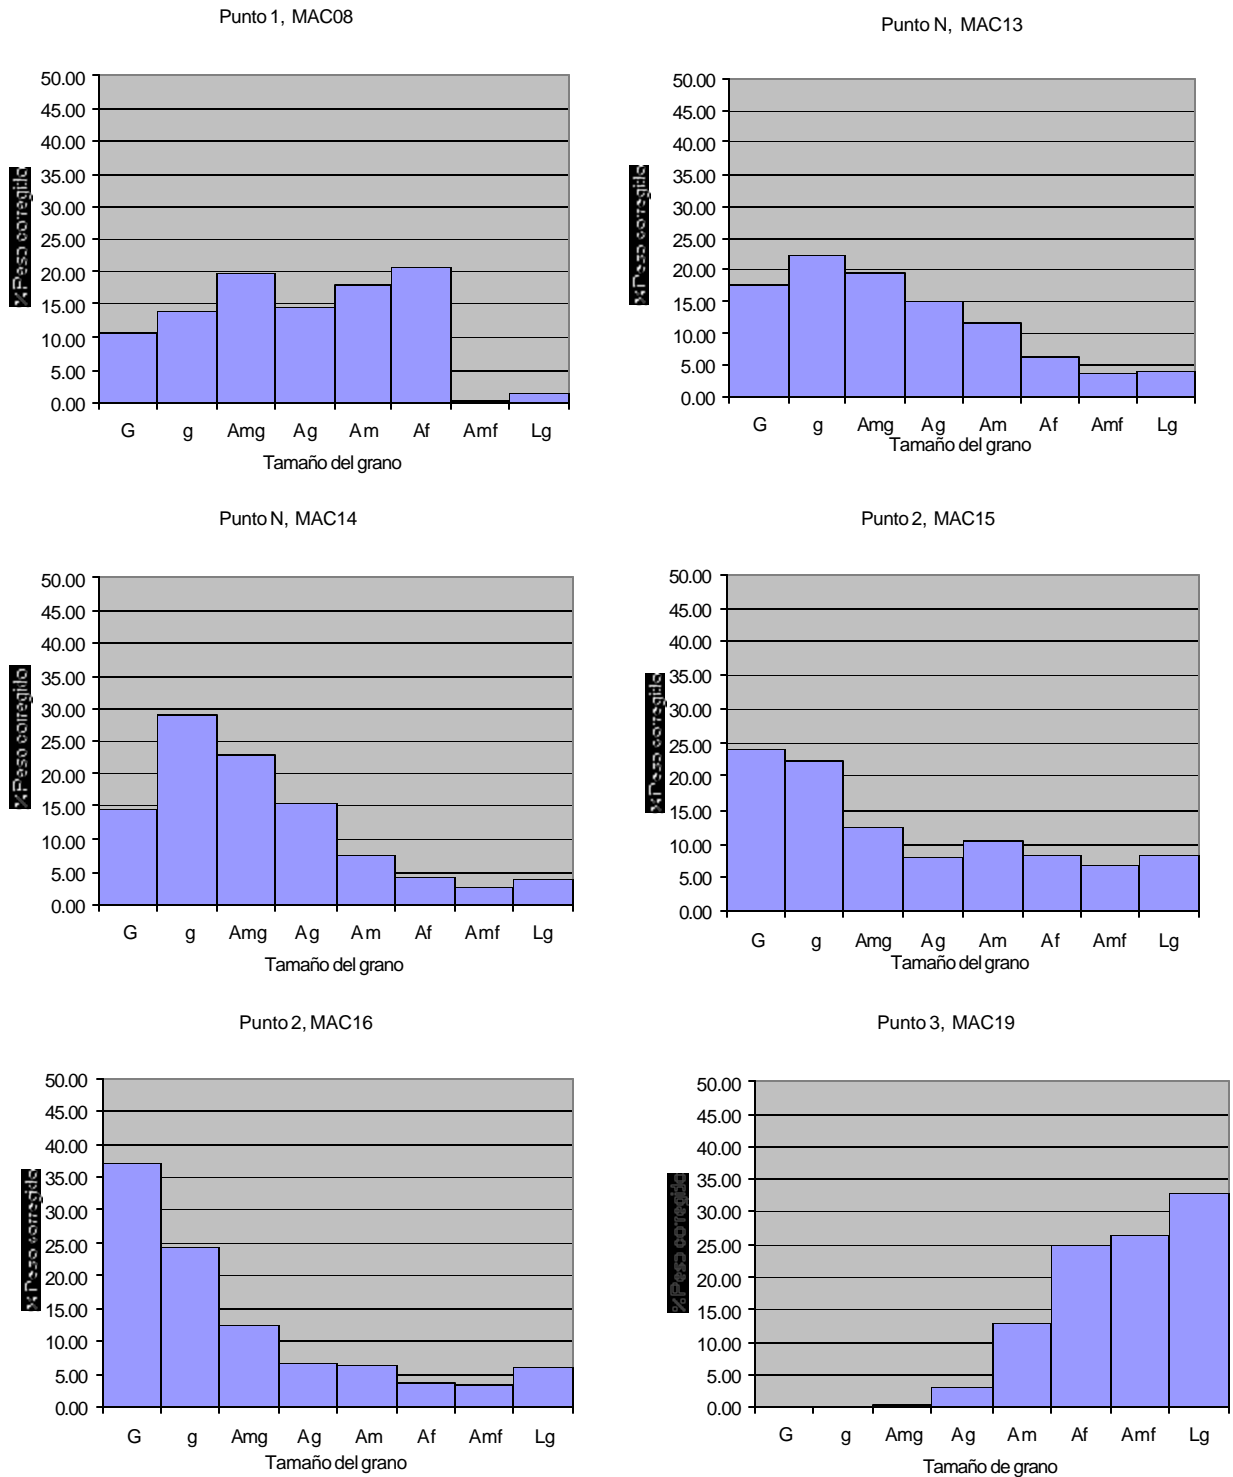 Punto 1, MAC08
50.00
45.00
40.00
35.00
30.00
25.00
20.00
15.00
10.00
5.00
0.00
% Peso corregido
G g Amg Ag Am Af Amf Lg
Tamaño del grano
Punto N, MAC13
50.00
45.00
40.00
35.00
30.00
25.00
20.00
15.00
10.00
5.00
0.00
% Peso corregido
G g Amg Ag Am Af Amf Lg
Tamaño del grano
Punto N, MAC14
50.00
45.00
40.00
35.00
30.00
25.00
20.00
15.00
10.00
5.00
0.00
% Peso corregido
G g Amg Ag Am Af Amf Lg
Tamaño del grano
Punto 2, MAC15
50.00
45.00
40.00
35.00
30.00
25.00
20.00
15.00
10.00
5.00
0.00
% Peso corregido
G g Amg Ag Am Af Amf Lg
Tamaño del grano
Punto 2, MAC16
50.00
45.00
40.00
35.00
30.00
25.00
20.00
15.00
10.00
5.00
0.00
% Peso corregido
G g Amg Ag Am Af Amf Lg
Tamaño del grano
Punto 3, MAC19
50.00
45.00
40.00
35.00
30.00
25.00
20.00
15.00
10.00
5.00
0.00
% Peso corregido
G g Amg Ag Am Af Amf Lg
Tamaño de grano